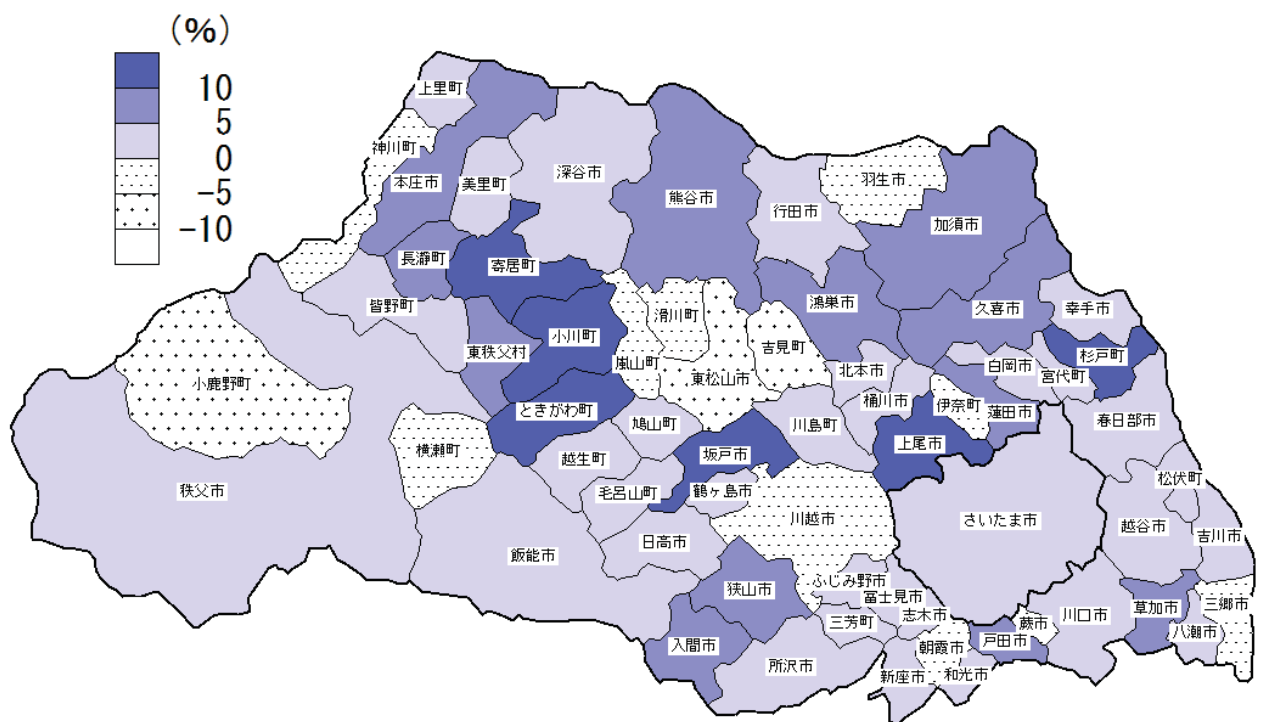 (%)
10
5
0
-5
-10
上里町
神川町
本庄市
美里町
深谷市
熊谷市
行田市
羽生市
加須市
長瀞町
寄居町
皆野町
東秩父村
小川町
嵐山町
滑川町
東松山市
吉見町
鴻巣市
久喜市
幸手市
杉戸町
白岡市
宮代町
北本市
桶川市
伊奈町
蓮田市
春日部市
小鹿野町
ときがわ町
鳩山町
川島町
上尾市
横瀬町
越生町
坂戸市
秩父市
毛呂山町
鶴ヶ島市
松伏町
川越市
さいたま市
越谷市
吉川市
飯能市
日高市
狭山市
ふじみ野市
富士見市
三芳町
志木市
入間市
所沢市
朝霞市
新座市
和光市
戸田市
蕨市
川口市
草加市
八潮市
三郷市